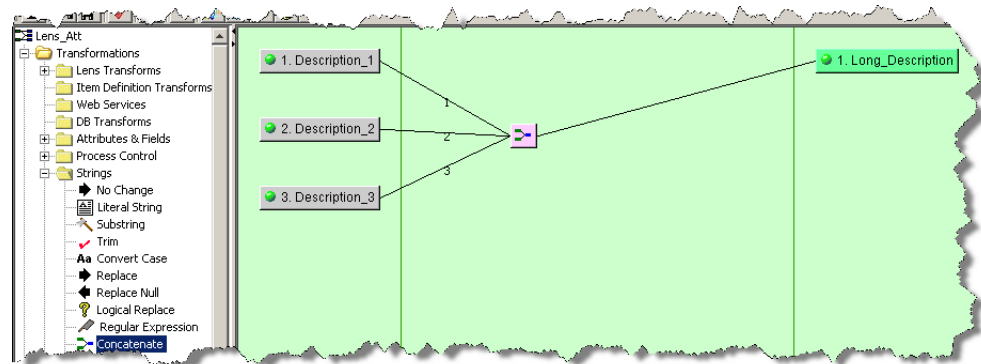 Lens_Att
Transformations
Lens Transforms
Item Definition Transforms
Web Services
DB Transforms
Attributes & Fields
Process Control
Strings
No Change
Literal String
Substring
Trim
Aa Convert Case
Replace
Replace Null
Logical Replace
Regular Expression
Concatenate
1. Description_1
2. Description_2
3. Description_3
1
2
3
1. Long_Description